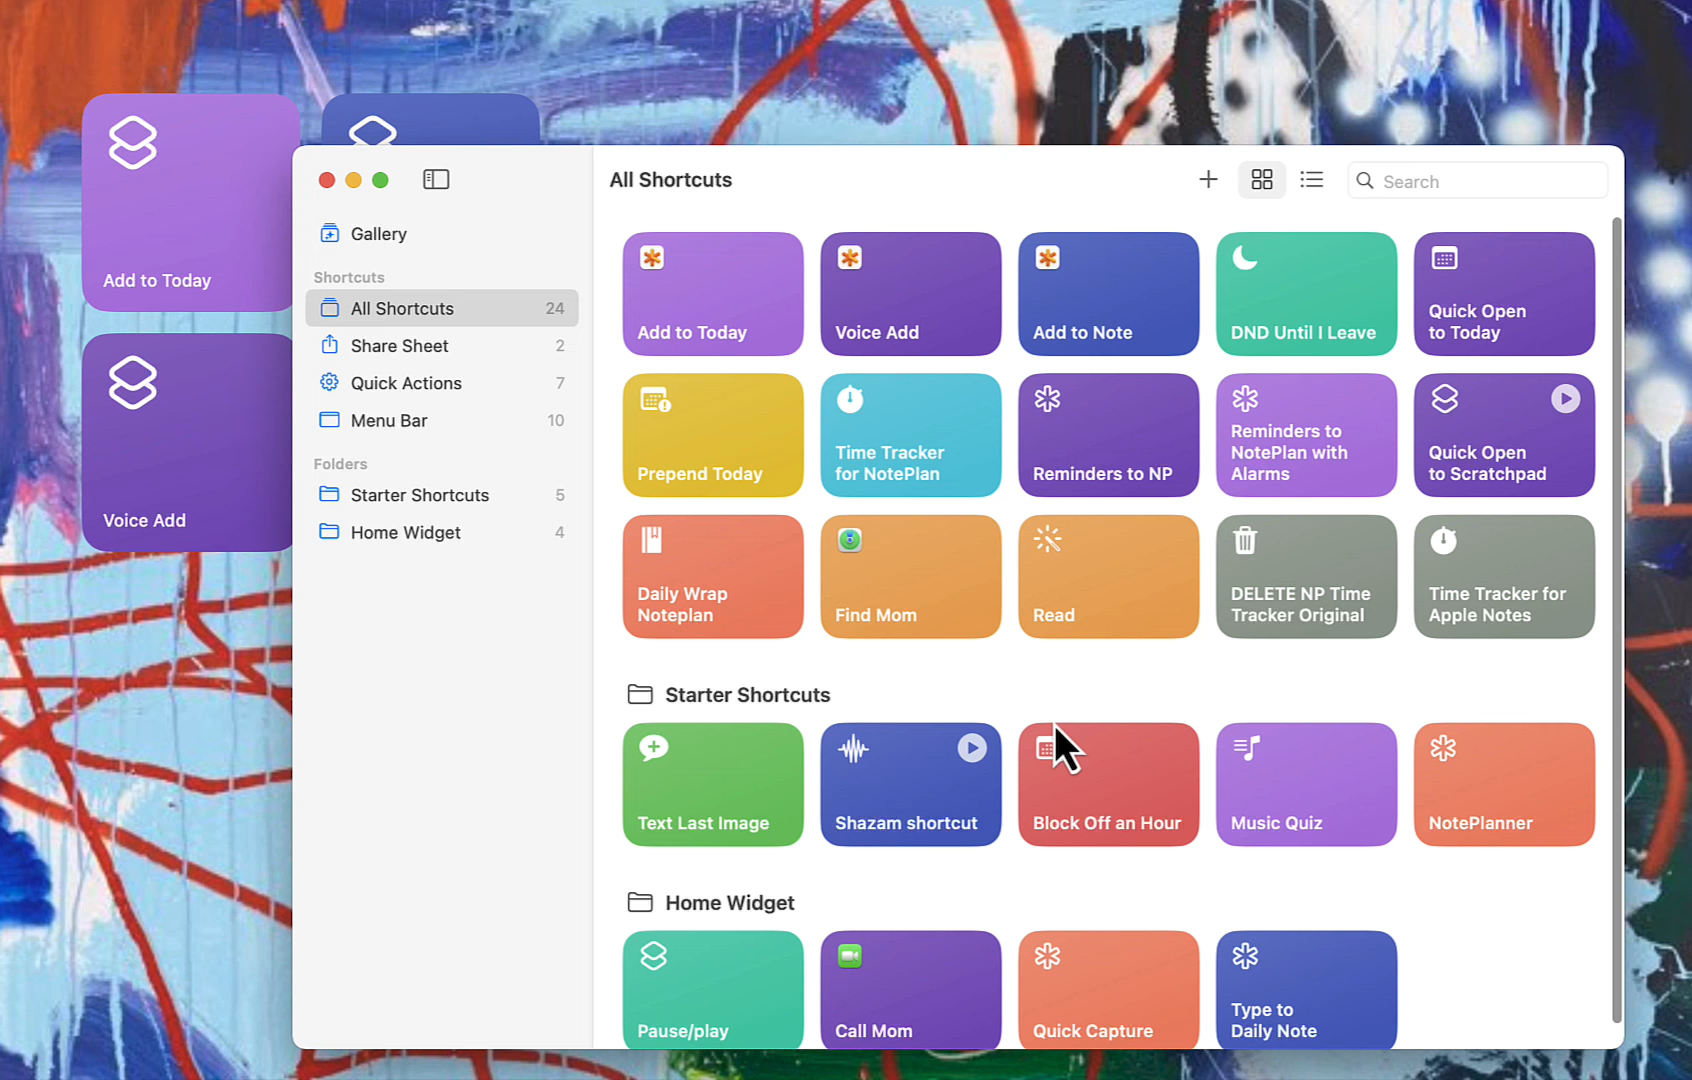 Add to Today
Voice Add
Gallery
Shortcuts
All Shortcuts 24
Share Sheet 2
Quick Actions 7
Menu Bar 10
Folders
Starter Shortcuts 5
Home Widget 4
All Shortcuts
Search
Add to Today
Voice Add
Add to Note
DND Until I Leave
Quick Open
to Today
Prepend Today
Time Tracker
for NotePlan
Reminders to NP
Reminders to
NotePlan with
Alarms
Quick Open
to Scratchpad
Daily Wrap
Noteplan
Find Mom
Read
DELETE NP Time
Tracker Original
Time Tracker for
Apple Notes
Starter Shortcuts
Text Last Image
Shazam shortcut
Block Off an Hour
Music Quiz
NotePlanner
Home Widget
Pause/play
Call Mom
Quick Capture
Type to
Daily Note